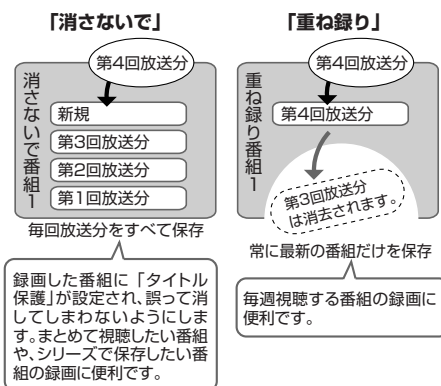 「消さないで」
第4回放送分
消さないで番組1
新規
第3回放送分
第2回放送分
第1回放送分
毎回放送分をすべて保存
録画した番組に「タイトル
保護」が設定され、誤って消
してしまわないようにしま
す。まとめて視聴したい番組
や、シリーズで保存したい番
組の録画に便利です。
「重ね録り」
第4回放送分
重ね録り番組1
第4回放送分
第3回放送分
は消去されます。
常に最新の番組だけを保存
毎週視聴する番組の録画に
便利です。